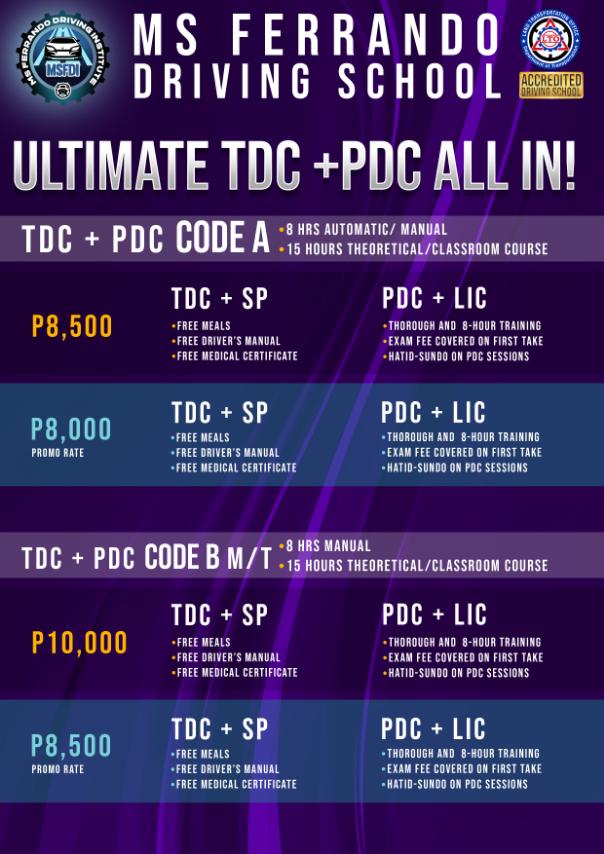 MS FERRANDO DRIVING INSTITUTE
MSFDI
MS FERRANDO
DRIVING SCHOOL
LAND TRANSPORTATION OFFICE
LTO
Department of Transportation
ACCREDITED
DRIVING SCHOOL
ULTIMATE TDC +PDC ALL IN!
TDC + PDC CODE A
•8 HRS AUTOMATIC/ MANUAL
•15 HOURS THEORETICAL/CLASSROOM COURSE
P8,500
TDC + SP
•FREE MEALS
•FREE DRIVER'S MANUAL
•FREE MEDICAL CERTIFICATE
PDC + LIC
•THOROUGH AND 8-HOUR TRAINING
•EXAM FEE COVERED ON FIRST TAKE
•HATID-SUNDO ON PDC SESSIONS
P8,000
PROMO RATE
TDC + SP
•FREE MEALS
•FREE DRIVER'S MANUAL
•FREE MEDICAL CERTIFICATE
PDC + LIC
•THOROUGH AND 8-HOUR TRAINING
•EXAM FEE COVERED ON FIRST TAKE
•HATID-SUNDO ON PDC SESSIONS
TDC + PDC CODE B M/T
•8 HRS MANUAL
•15 HOURS THEORETICAL/CLASSROOM COURSE
P10,000
TDC + SP
•FREE MEALS
•FREE DRIVER'S MANUAL
•FREE MEDICAL CERTIFICATE
PDC + LIC
•THOROUGH AND 8-HOUR TRAINING
•EXAM FEE COVERED ON FIRST TAKE
•HATID-SUNDO ON PDC SESSIONS
P8,500
PROMO RATE
TDC + SP
•FREE MEALS
•FREE DRIVER'S MANUAL
•FREE MEDICAL CERTIFICATE
PDC + LIC
•THOROUGH AND 8-HOUR TRAINING
•EXAM FEE COVERED ON FIRST TAKE
•HATID-SUNDO ON PDC SESSIONS